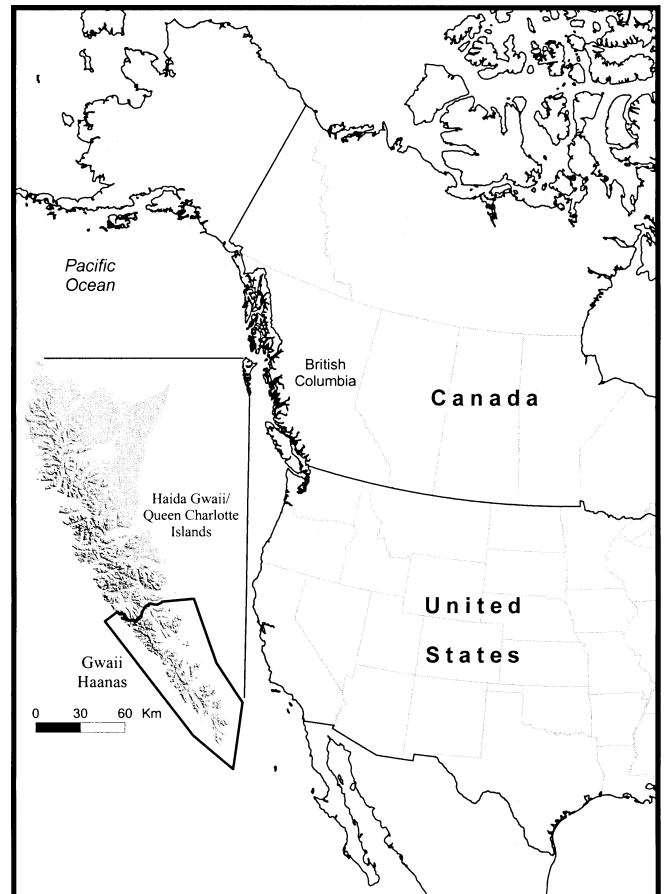 Pacific
Ocean
British
Columbia
Canada
Haida Gwaii/
Queen Charlotte
Islands
United
States
Gwaii
Haanas
0 30 60 Km